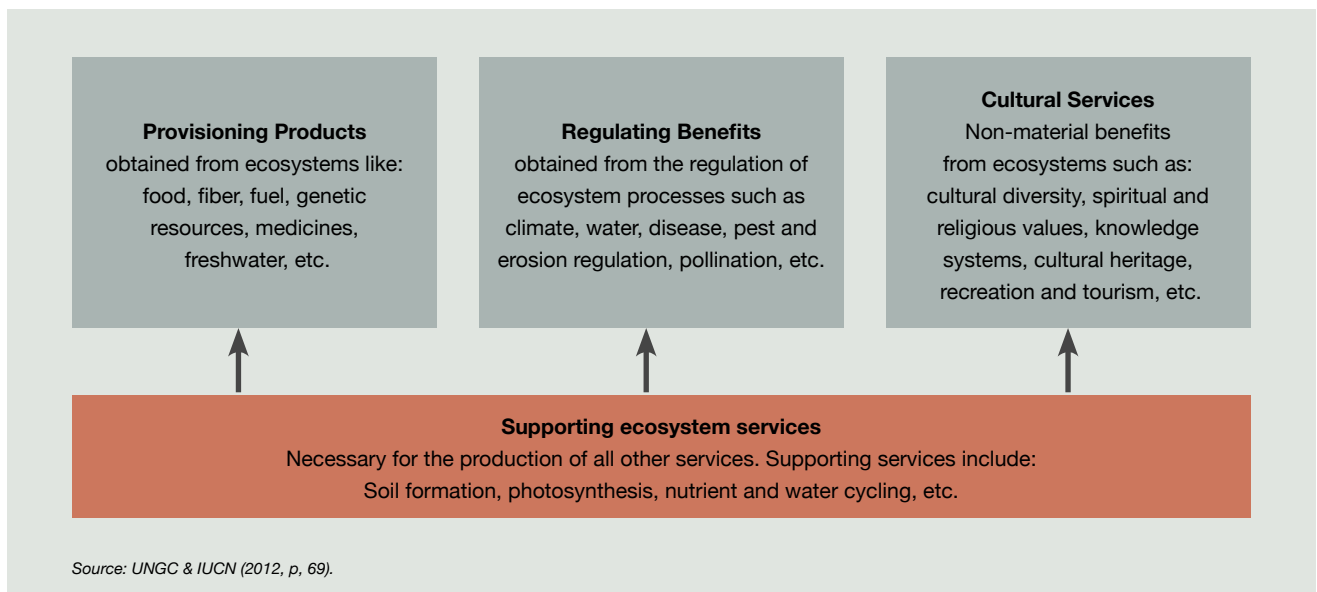 Provisioning Products
obtained from ecosystems like:
food, fiber, fuel, genetic
resources, medicines,
freshwater, etc.
Regulating Benefits
obtained from the regulation of
ecosystem processes such as
climate, water, disease, pest and
erosion regulation, pollination, etc.
Cultural Services
Non-material benefits
from ecosystems such as:
cultural diversity, spiritual and
religious values, knowledge
systems, cultural heritage,
recreation and tourism, etc.
Supporting ecosystem services
Necessary for the production of all other services. Supporting services include:
Soil formation, photosynthesis, nutrient and water cycling, etc.
Source: UNGC & IUCN (2012, p, 69).